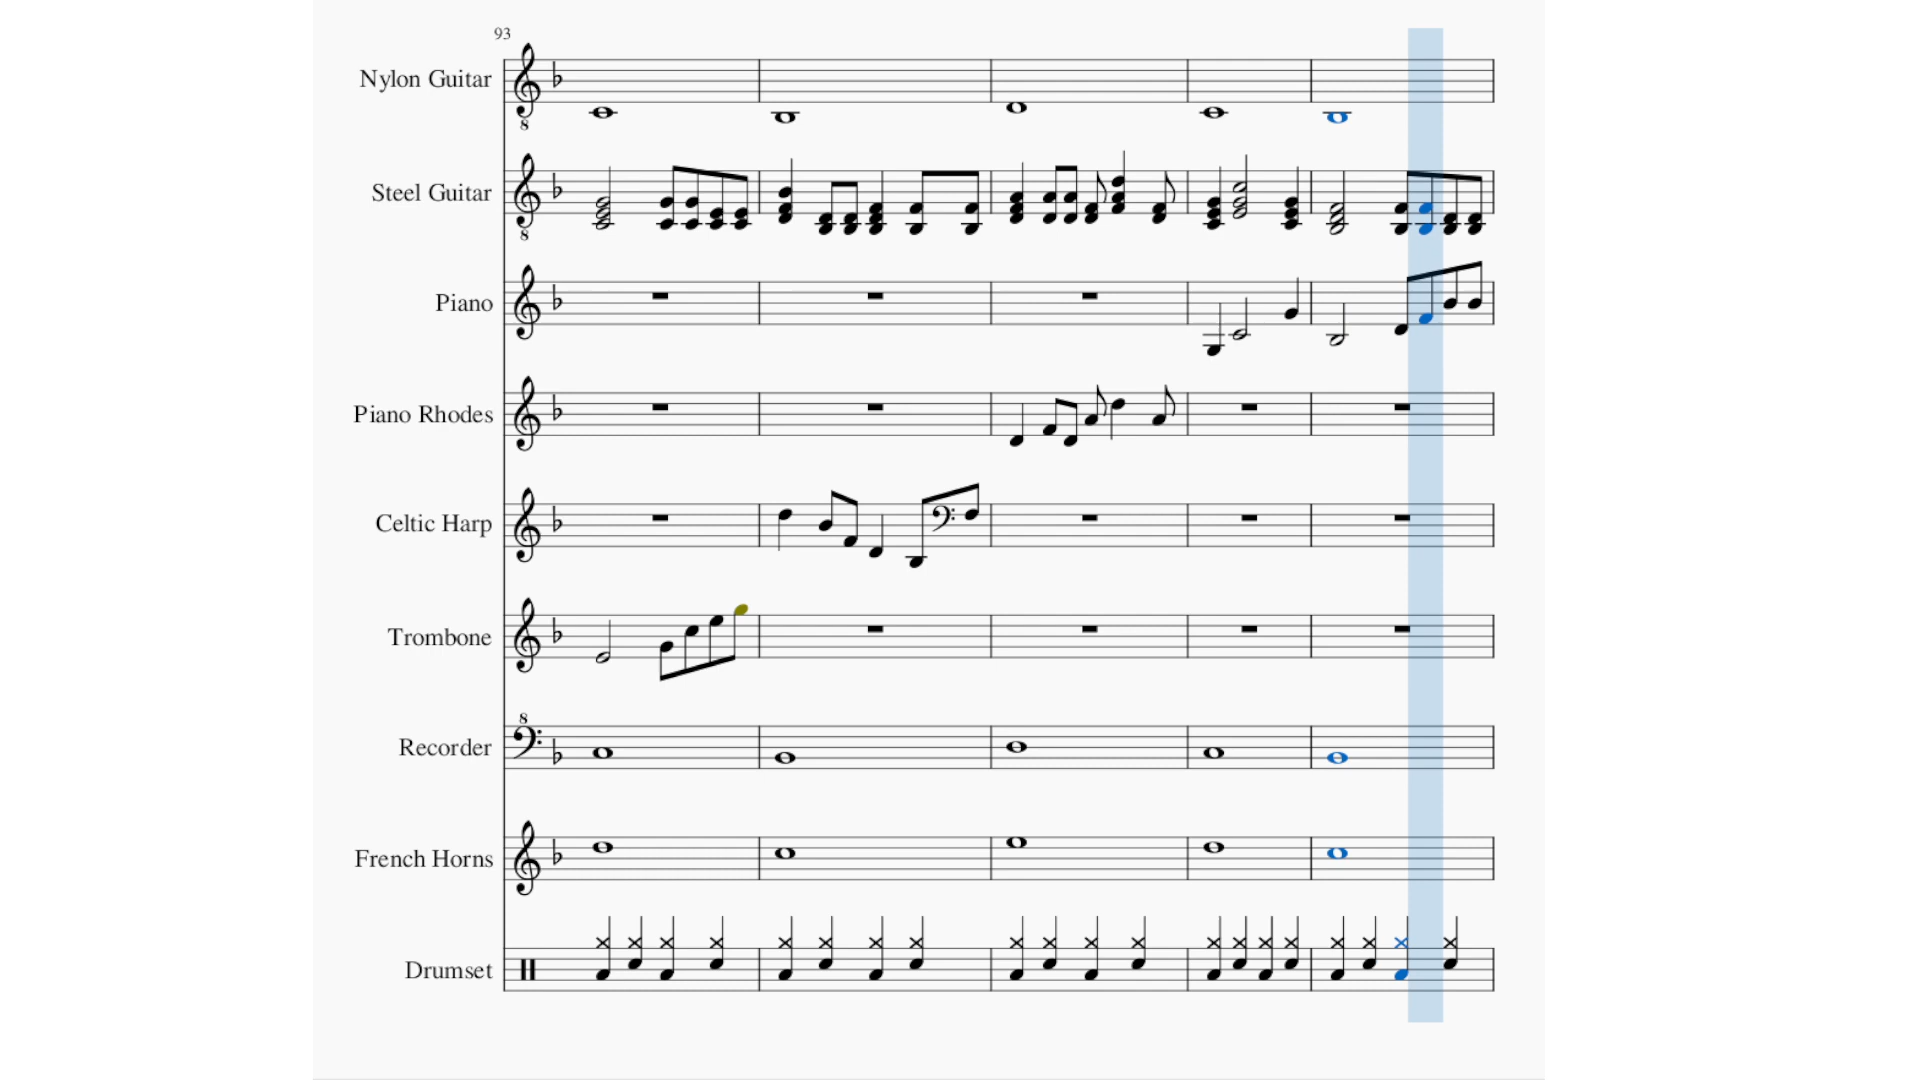 93
Nylon Guitar
8
Steel Guitar
8
Piano
Piano Rhodes
Celtic Harp
Trombone
8
Recorder
French Horns
Drumset